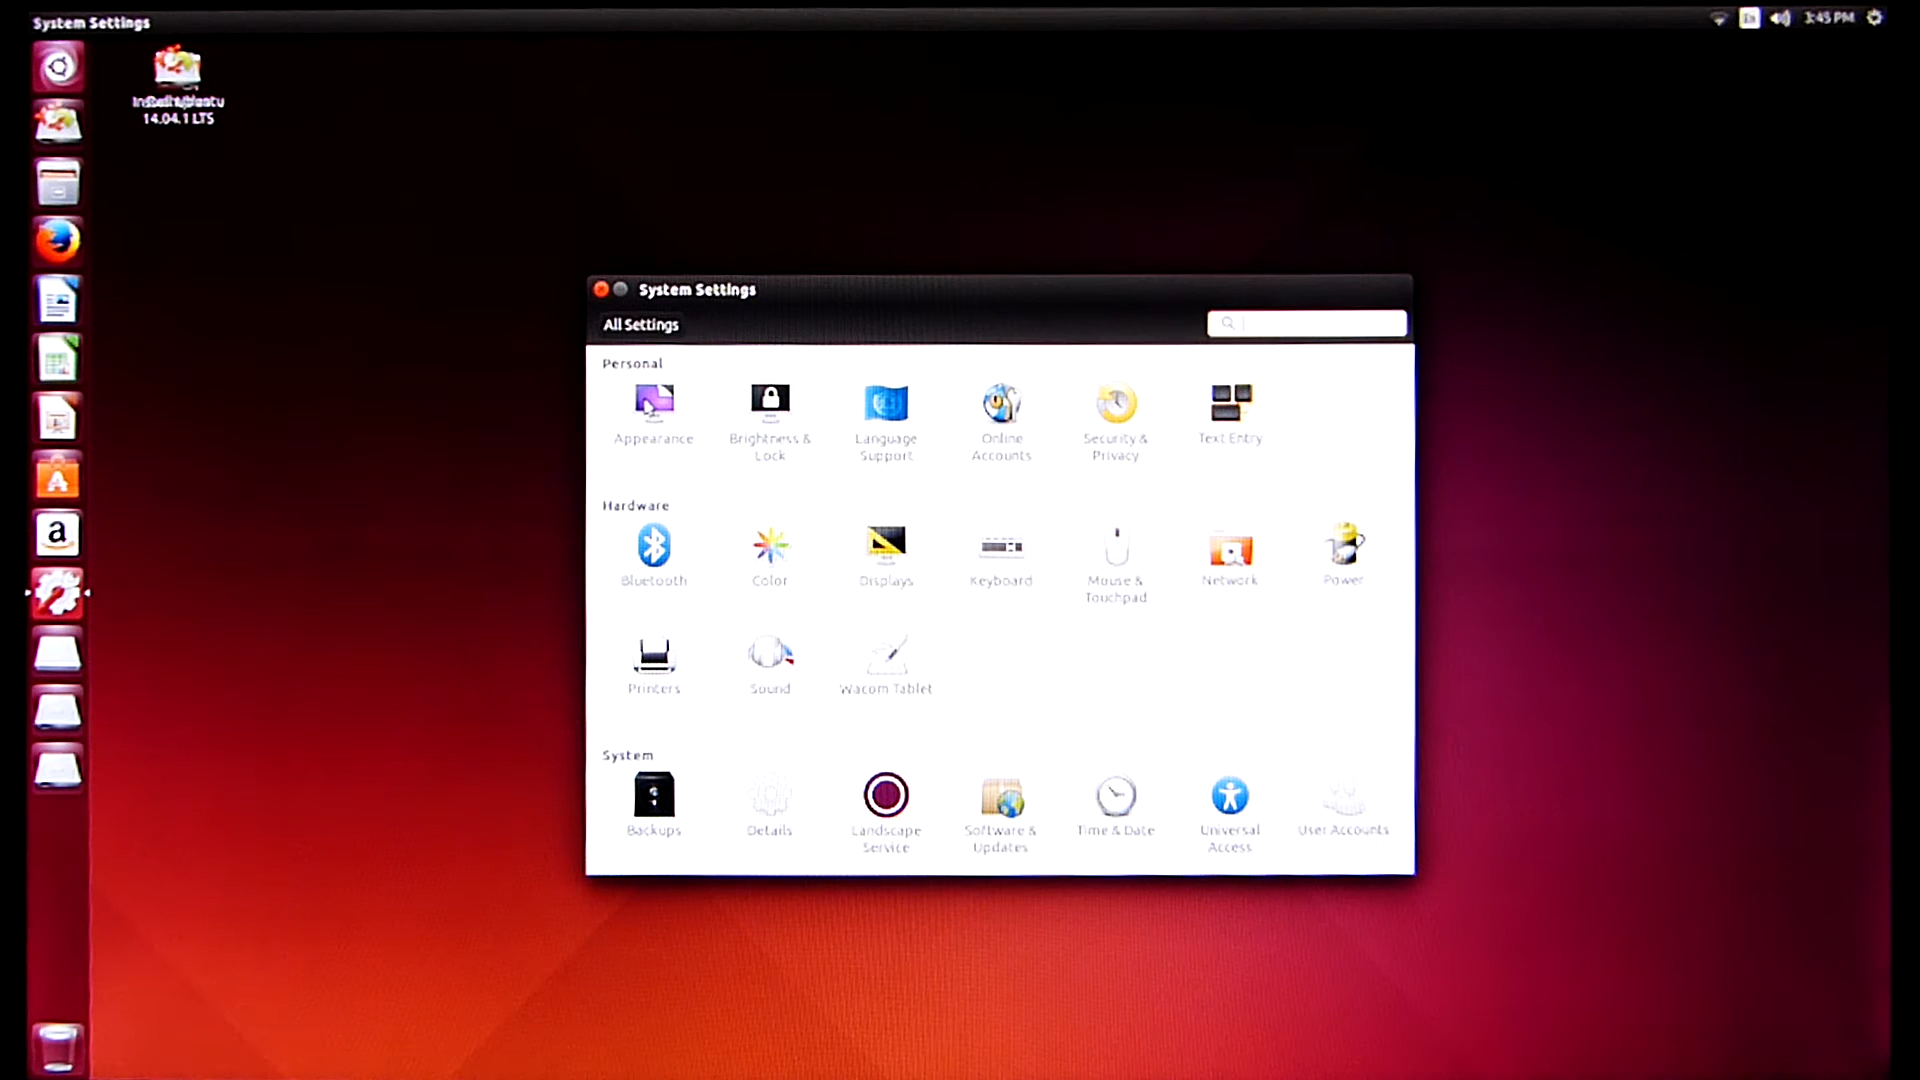 System Settings
3:45 PM
14.04.1 LTS
System Settings
All Settings
Personal
Appearance
Brightness &
Lock
Language
Support
Online
Accounts
Security &
Privacy
Text Entry
Hardware
Bluetooth
Color
Displays
Keyboard
Mouse &
Touchpad
Network
Power
Printers
Sound
Wacom Tablet
System
Backups
Details
Landscape
Service
Software &
Updates
Time & Date
Universal
Access
User Accounts